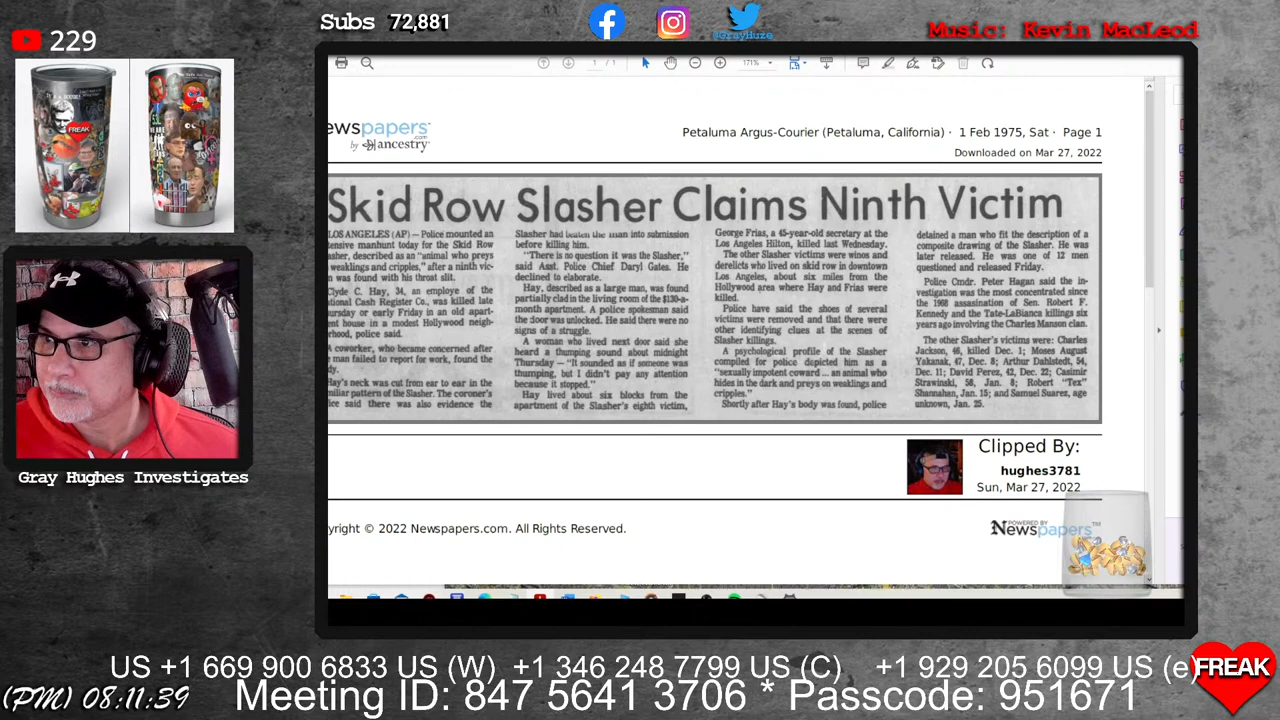 Subs 72,881
229
@GrayHuze
Music: Kevin MacLeod
1 / 1
171%
ewspapers
.com
by ancestry
Petaluma Argus-Courier (Petaluma, California) · 1 Feb 1975, Sat · Page 1
Downloaded on Mar 27, 2022
Skid Row Slasher Claims Ninth Victim
LOS ANGELES (AP) — Police mounted an
tensive manhunt today for the Skid Row
sher, described as an "animal who preys
weaklings and cripples," after a ninth vic-
n was found with his throat slit.
Clyde C. Hay, 34, an employe of the
tional Cash Register Co., was killed late
ursday or early Friday in an old apart-
ent house in a modest Hollywood neigh-
rhood, police said.
A coworker, who became concerned after
man failed to report for work, found the
dy.
Hay's neck was cut from ear to ear in the
miliar pattern of the Slasher. The coroner's
ice said there was also evidence the
Slasher had beaten the man into submission
before killing him.
"There is no question it was the Slasher,"
said Asst. Police Chief Daryl Gates. He
declined to elaborate.
Hay, described as a large man, was found
partially clad in the living room of the $130-a-
month apartment. A police spokesman said
the door was unlocked. He said there were no
signs of a struggle.
A woman who lived next door said she
heard a thumping sound about midnight
Thursday — "It sounded as if someone was
thumping, but I didn't pay any attention
because it stopped."
Hay lived about six blocks from the
apartment of the Slasher's eighth victim,
George Frias, a 45-year-old secretary at the
Los Angeles Hilton, killed last Wednesday.
The other Slasher victims were winos and
derelicts who lived on skid row in downtown
Los Angeles, about six miles from the
Hollywood area where Hay and Frias were
killed.
Police have said the shoes of several
victims were removed and that there were
other identifying clues at the scenes of
Slasher killings.
A psychological profile of the Slasher
compiled for police depicted him as a
"sexually impotent coward ... an animal who
hides in the dark and preys on weaklings and
cripples."
Shortly after Hay's body was found, police
detained a man who fit the description of a
composite drawing of the Slasher. He was
later released. He was one of 12 men
questioned and released Friday.
Police Cmdr. Peter Hagan said the in-
vestigation was the most concentrated since
the 1968 assasination of Sen. Robert F.
Kennedy and the Tate-LaBianca killings six
years ago involving the Charles Manson clan.
The other Slasher's victims were: Charles
Jackson, 46, killed Dec. 1; Moses August
Yakanak, 47, Dec. 8; Arthur Dahlstedt, 54,
Dec. 11; David Perez, 42, Dec. 22; Casimir
Strawinski, 58, Jan. 8; Robert "Tex"
Shannahan, Jan. 15; and Samuel Suarez, age
unknown, Jan. 25.
Clipped By:
hughes3781
Sun, Mar 27, 2022
yright © 2022 Newspapers.com. All Rights Reserved.
POWERED BY
Newspapers™
FREAK
Gray Hughes Investigates
US +1 669 900 6833 US (W) +1 346 248 7799 US (C) +1 929 205 6099 US (e)
FREAK
(PM) 08:11:39
Meeting ID: 847 5641 3706 * Passcode: 951671